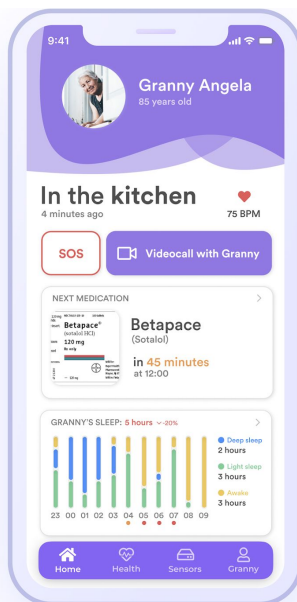 9:41
Granny Angela
85 years old
In the kitchen
4 minutes ago
75 BPM
SOS
Videocall with Granny
NEXT MEDICATION
Betapace
(Sotalol)
Betapace®
(sotalol HCl)
120 mg
in 45 minutes
at 12:00
GRANNY'S SLEEP: 5 hours -20%
Deep sleep
2 hours
Light sleep
3 hours
Awake
3 hours
23 00 01 02 03 04 05 06 07 08 09
Home Health Sensors Granny